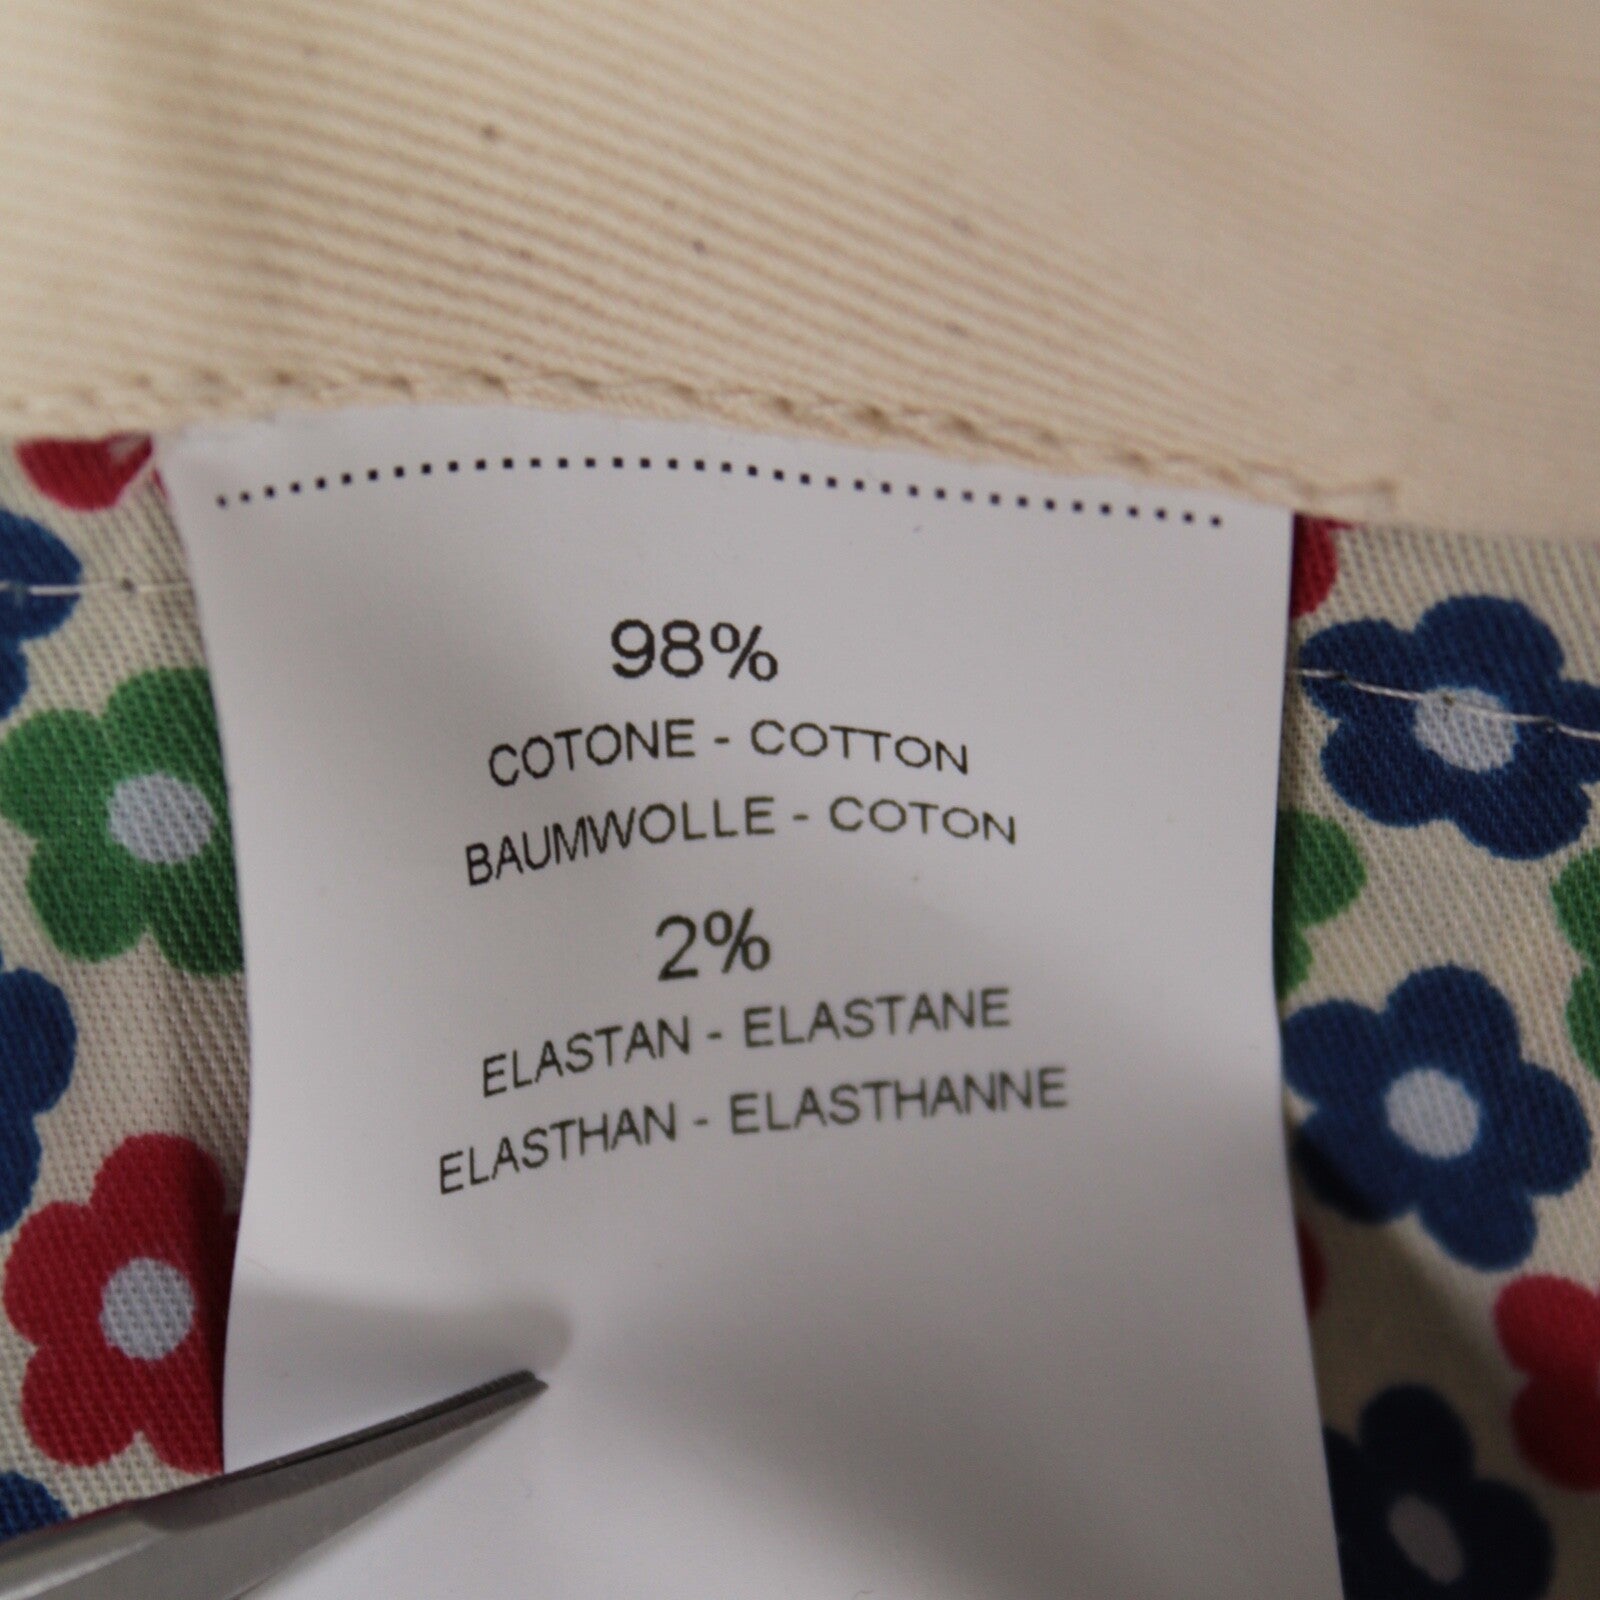 98%
COTONE - COTTON
BAUMWOLLE - COTON
2%
ELASTAN - ELASTANE
ELASTHAN - ELASTHANNE